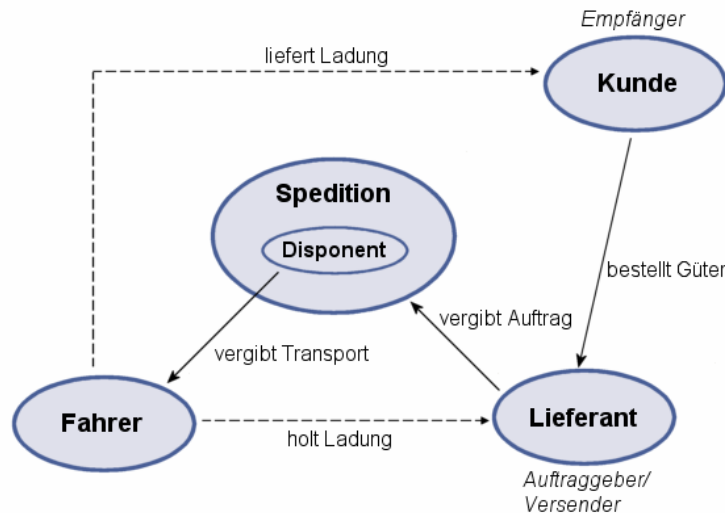 Empfänger
liefert Ladung
Kunde
Spedition
Disponent
bestellt Güter
vergibt Auftrag
vergibt Transport
Fahrer
Lieferant
holt Ladung
Auftraggeber/
Versender